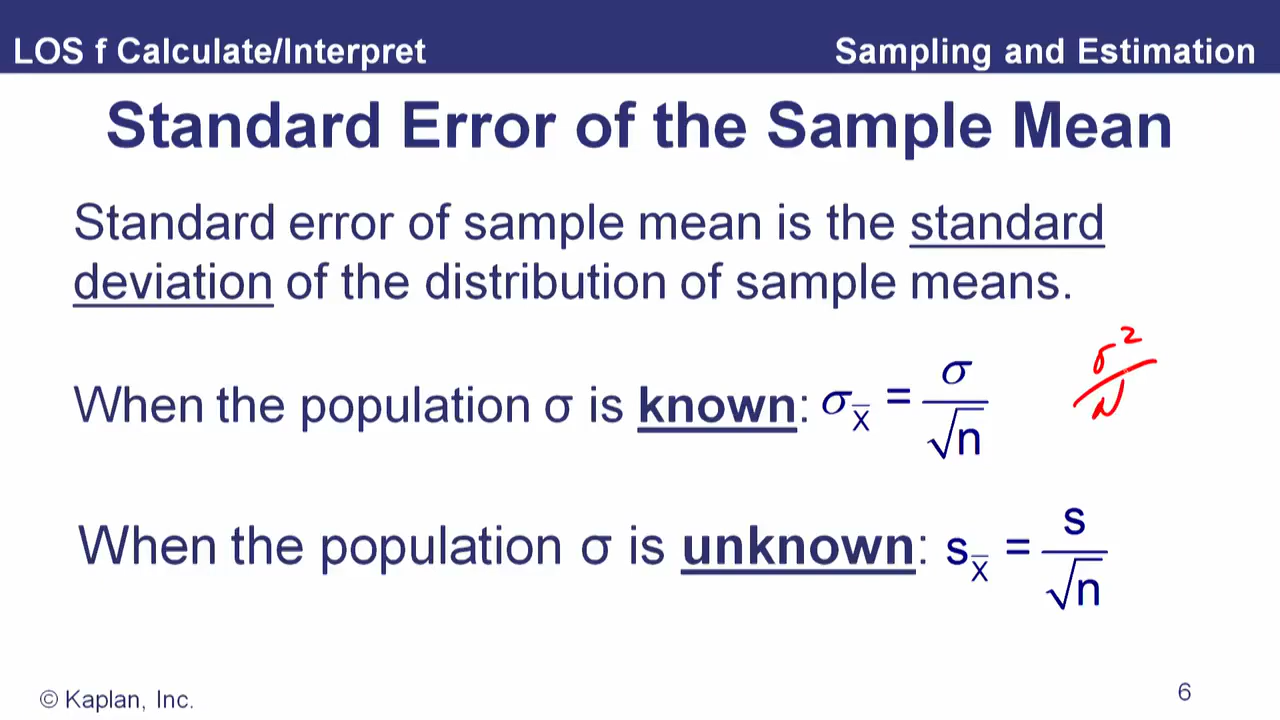 LOS f Calculate/Interpret
Sampling and Estimation
Standard Error of the Sample Mean
Standard error of sample mean is the standard
deviation of the distribution of sample means.
When the population σ is known: σ_x̄ = σ/√n
σ²/N
When the population σ is unknown: s_x̄ = s/√n
© Kaplan, Inc.
6